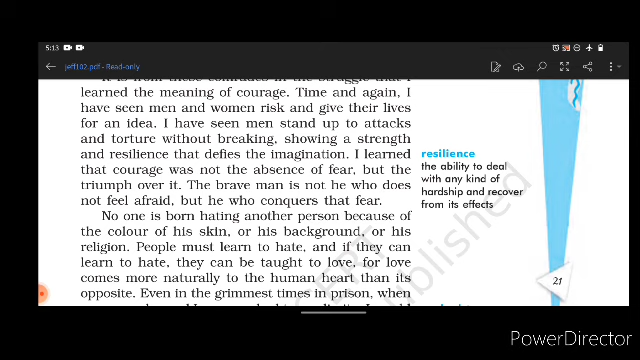 5:13
jeff102.pdf - Read-only
It is from these comrades in the struggle that I
learned the meaning of courage. Time and again, I
have seen men and women risk and give their lives
for an idea. I have seen men stand up to attacks
and torture without breaking, showing a strength
and resilience that defies the imagination. I learned
that courage was not the absence of fear, but the
triumph over it. The brave man is not he who does
not feel afraid, but he who conquers that fear.
No one is born hating another person because of
the colour of his skin, or his background, or his
religion. People must learn to hate, and if they can
learn to hate, they can be taught to love, for love
comes more naturally to the human heart than its
opposite. Even in the grimmest times in prison, when
resilience
the ability to deal
with any kind of
hardship and recover
from its effects
21
PowerDirector